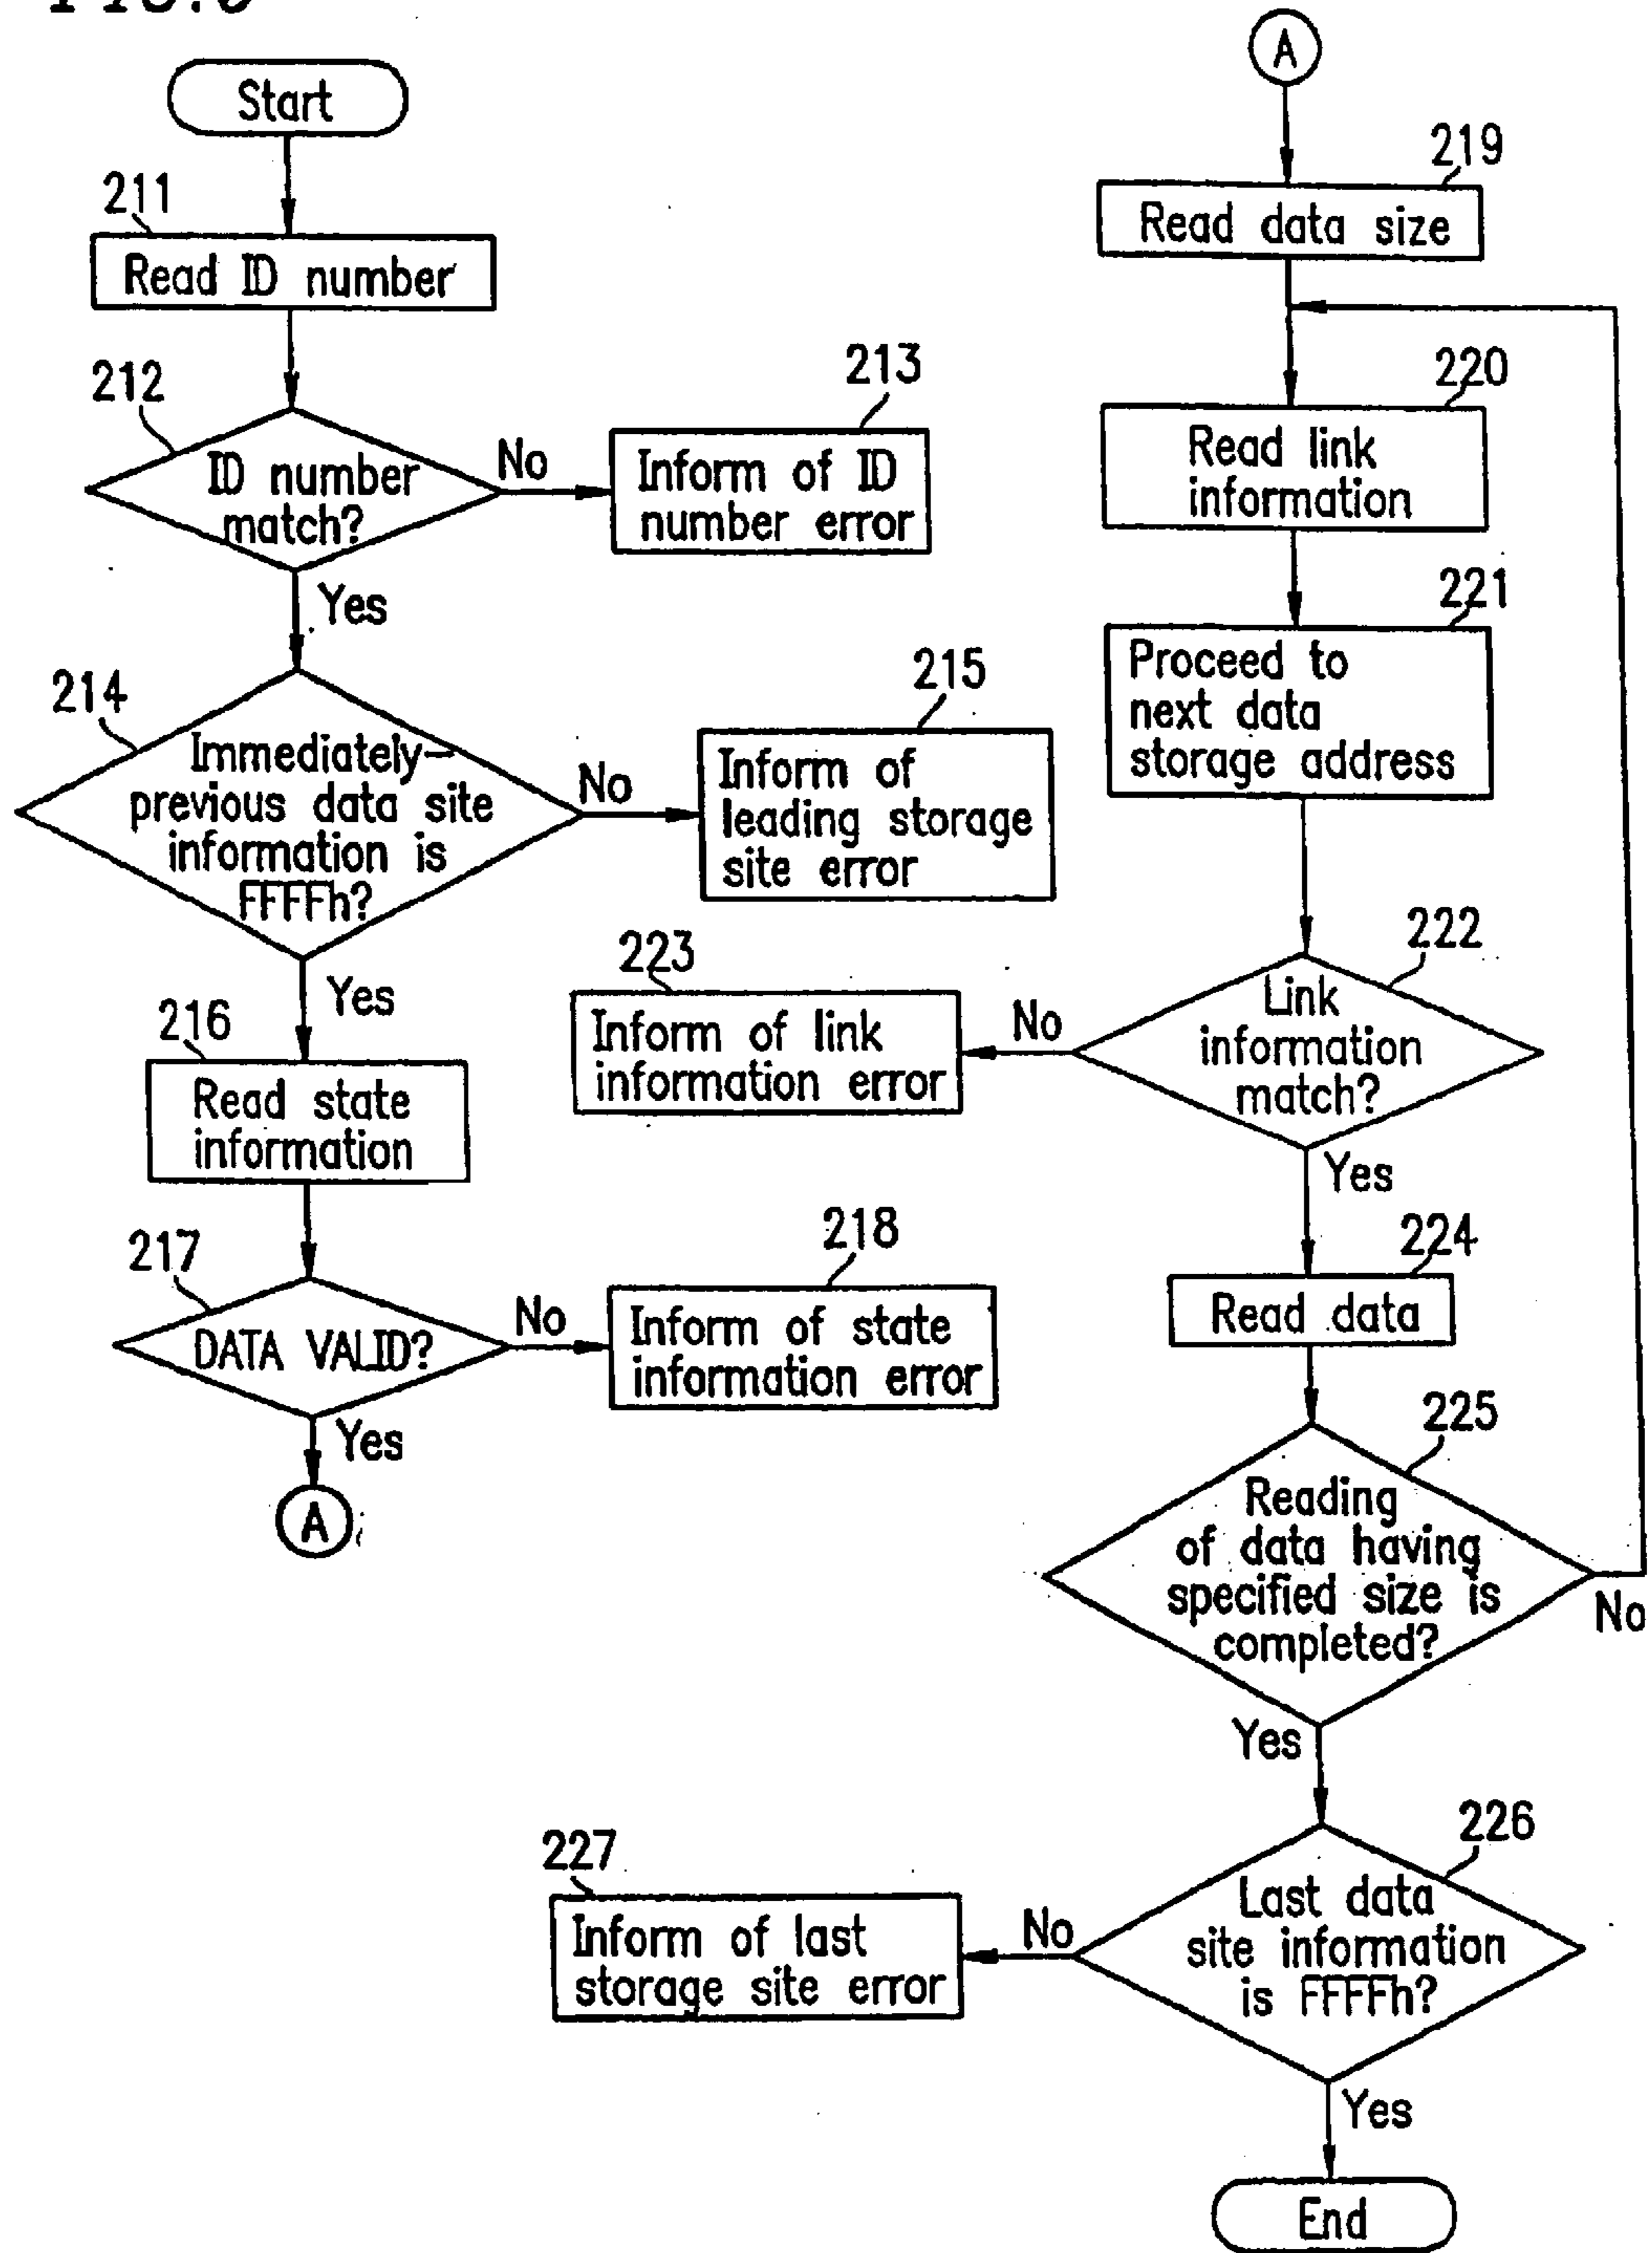 Start
211
Read ID number
212
ID number
match?
No
213
Inform of ID
number error
Yes
214
Immediately-
previous data site
information is
FFFFh?
No
215
Inform of
leading storage
site error
Yes
216
Read state
information
217
DATA VALID?
No
218
Inform of state
information error
Yes
A
A
219
Read data size
220
Read link
information
221
Proceed to
next data
storage address
222
Link
information
match?
No
223
Inform of link
information error
Yes
224
Read data
225
Reading
of data having
specified size is
completed?
No
Yes
226
Last data
site information
is FFFFh?
No
227
Inform of last
storage site error
Yes
End